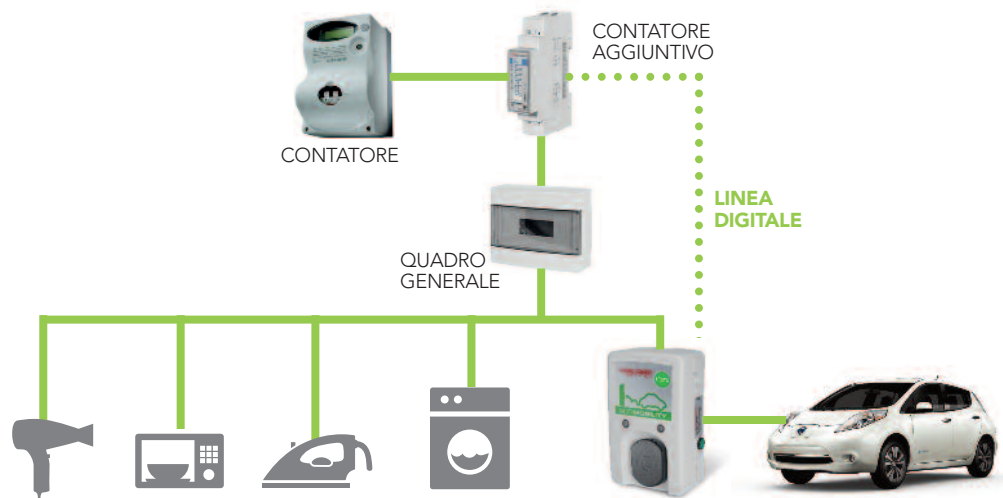 CONTATORE
AGGIUNTIVO
CONTATORE
LINEA
DIGITALE
QUADRO
GENERALE